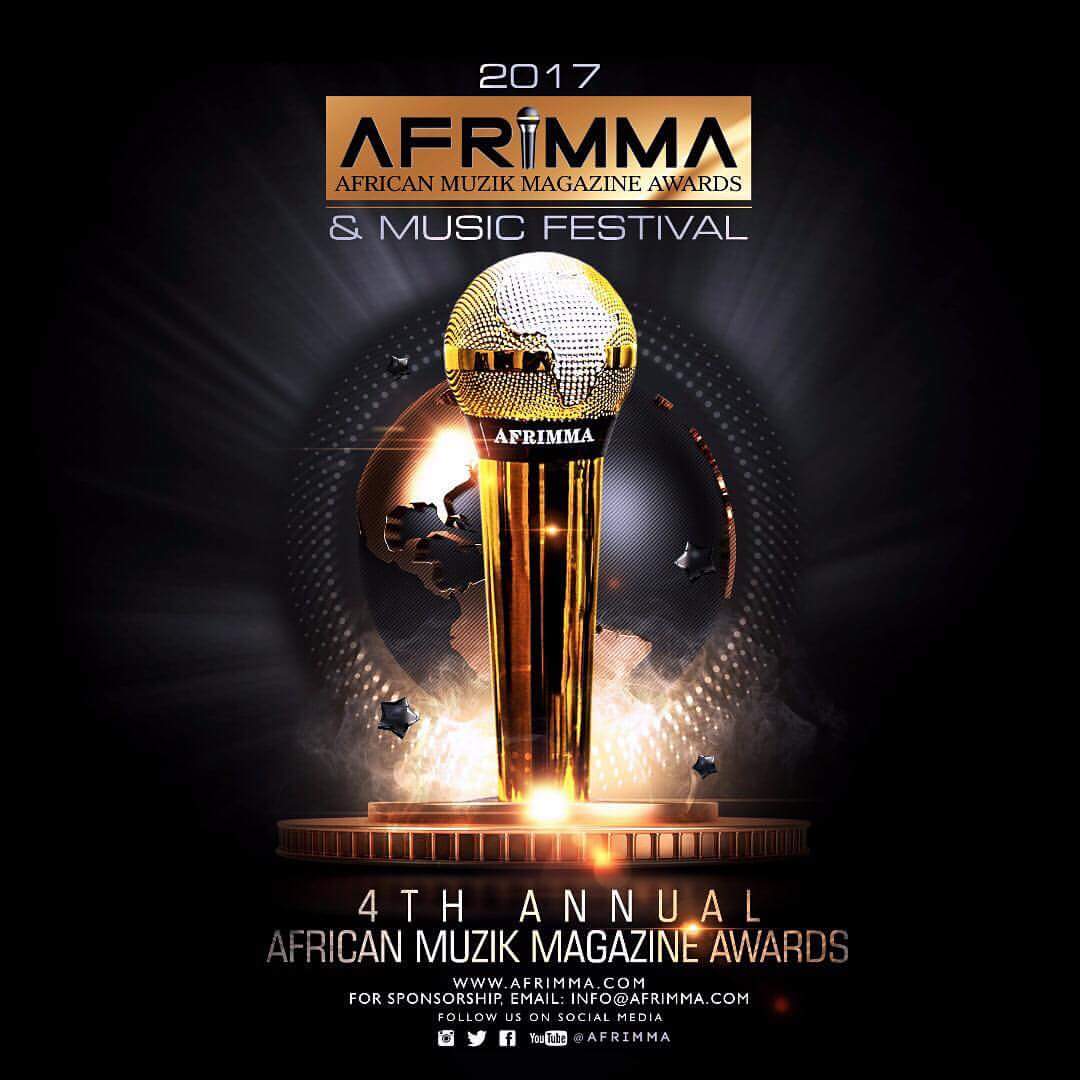 2017
AFRIMMA
AFRICAN MUZIK MAGAZINE AWARDS
& MUSIC FESTIVAL
AFRIMMA
4TH ANNUAL
AFRICAN MUZIK MAGAZINE AWARDS
WWW.AFRIMMA.COM
FOR SPONSORSHIP, EMAIL: INFO@AFRIMMA.COM
FOLLOW US ON SOCIAL MEDIA
YouTube @AFRIMMA